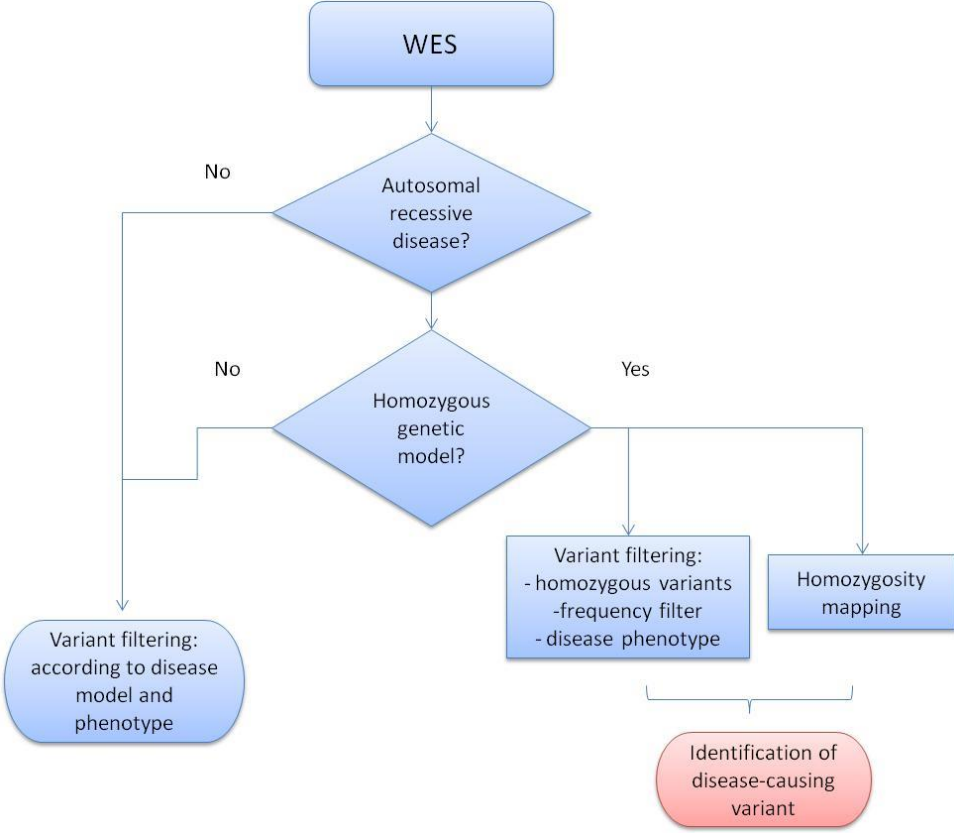 WES
No
Autosomal
recessive
disease?
No
Yes
Homozygous
genetic
model?
Variant filtering:
- homozygous variants
-frequency filter
- disease phenotype
Homozygosity
mapping
Variant filtering:
according to disease
model and
phenotype
Identification of
disease-causing
variant